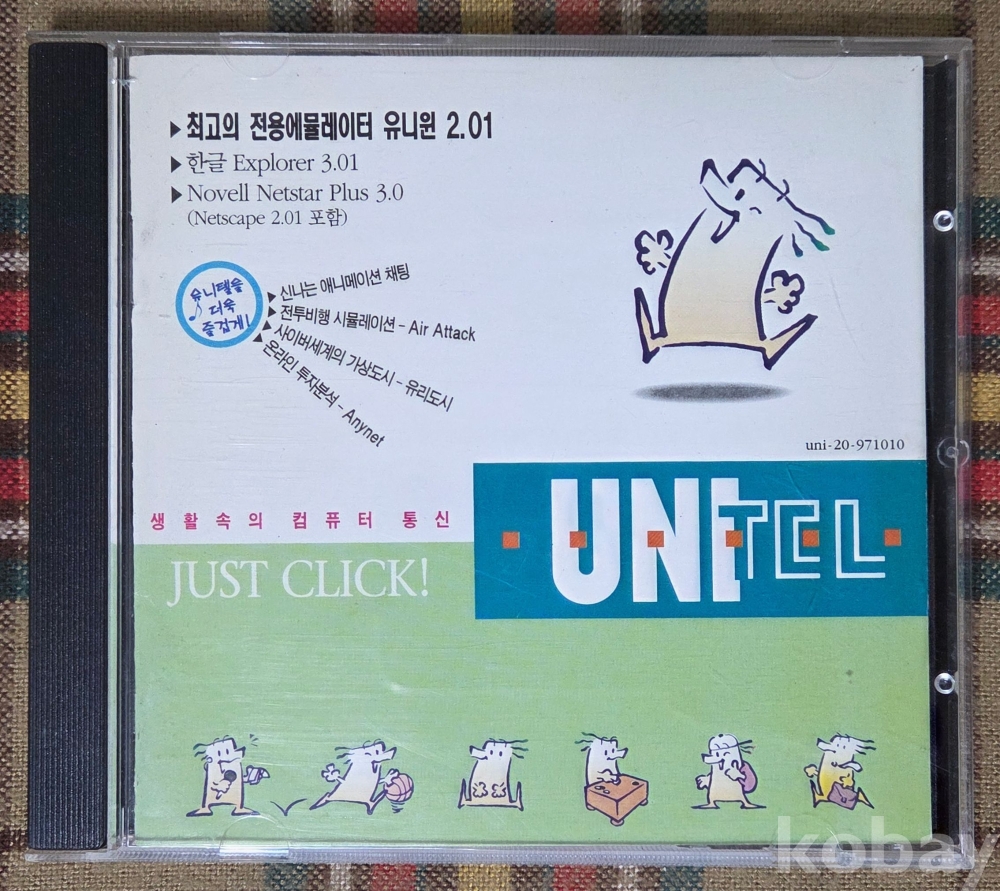 ▶최고의 전용에뮬레이터 유니윈 2.01
▶한글 Explorer 3.01
▶Novell Netstar Plus 3.0
(Netscape 2.01 포함)
유니텔을
더욱
즐겁게!
▶신나는 애니메이션 채팅
▶전투비행 시뮬레이션 - Air Attack
▶사이버세계의 가상도시 - 유리도시
▶온라인 투자분석 - Anynet
uni-20-971010
생활속의 컴퓨터 통신
UNITEL
JUST CLICK!
kobay